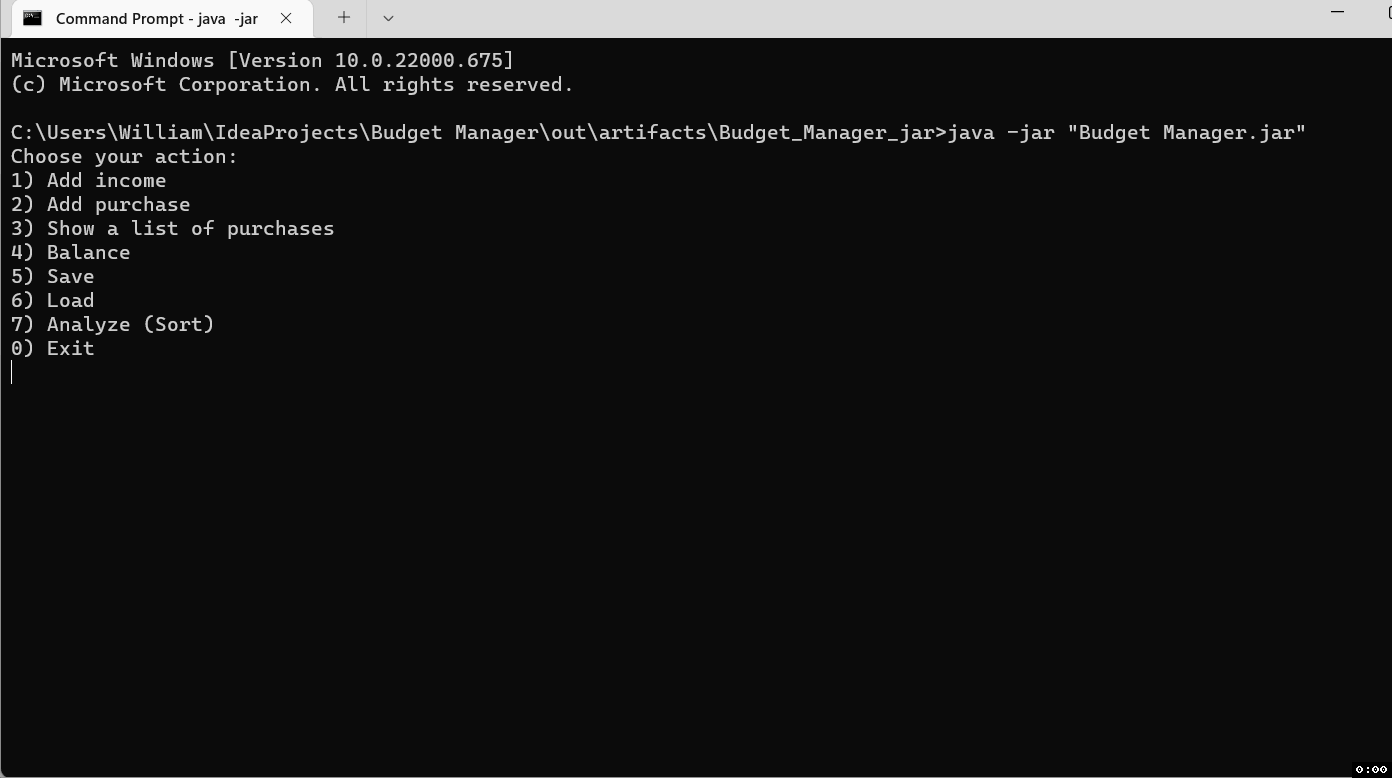 Command Prompt - java  -jar
Microsoft Windows [Version 10.0.22000.675]
(c) Microsoft Corporation. All rights reserved.
C:\Users\William\IdeaProjects\Budget Manager\out\artifacts\Budget_Manager_jar>java -jar "Budget Manager.jar"
Choose your action:
1) Add income
2) Add purchase
3) Show a list of purchases
4) Balance
5) Save
6) Load
7) Analyze (Sort)
0) Exit
0:00